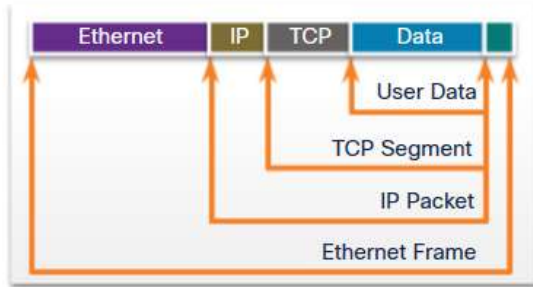 Ethernet IP TCP Data
User Data
TCP Segment
IP Packet
Ethernet Frame